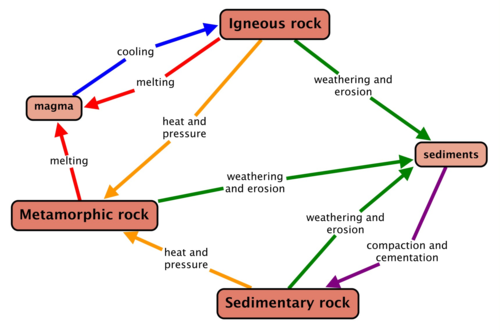 Igneous rock
cooling
melting
weathering and
erosion
magma
heat and
pressure
melting
sediments
weathering
and erosion
Metamorphic rock
weathering and
erosion
compaction and
cementation
heat and
pressure
Sedimentary rock